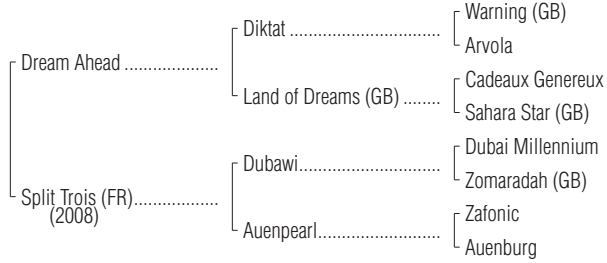 Warning (GB)
Diktat ..................................
Arvola
Dream Ahead ....................
Cadeaux Genereux
Land of Dreams (GB) ........
Sahara Star (GB)
Dubai Millennium
Dubawi................................
Zomaradah (GB)
Split Trois (FR)..................
(2008)
Zafonic
Auenpearl............................
Auenburg